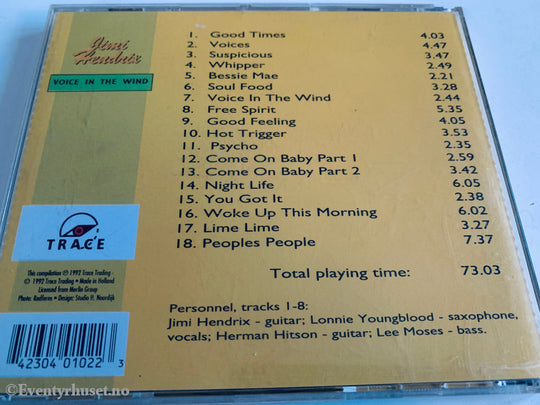 Jimi
Hendrix
VOICE IN THE WIND
1. Good Times 4.03
2. Voices 4.47
3. Suspicious 3.47
4. Whipper 2.49
5. Bessie Mae 2.21
6. Soul Food 3.28
7. Voice In The Wind 2.44
8. Free Spirit 5.35
9. Good Feeling 4.05
10. Hot Trigger 3.53
11. Psycho 2.35
12. Come On Baby Part 1 2.59
13. Come On Baby Part 2 3.42
14. Night Life 6.05
15. You Got It 2.38
16. Woke Up This Morning 6.02
17. Lime Lime 3.27
18. Peoples People 7.37
Total playing time: 73.03
TRACE
This compilation ℗ 1992 Trace Trading -
© 1992 Trace Trading • Made in Holland
Licensed from Merlin Group
Photo: Redferns • Design: Studio H. Noordijk
Personnel, tracks 1-8:
Jimi Hendrix - guitar; Lonnie Youngblood - saxophone,
vocals; Herman Hitson - guitar; Lee Moses - bass.
42304 01022 3
© Eventyrhuset.no